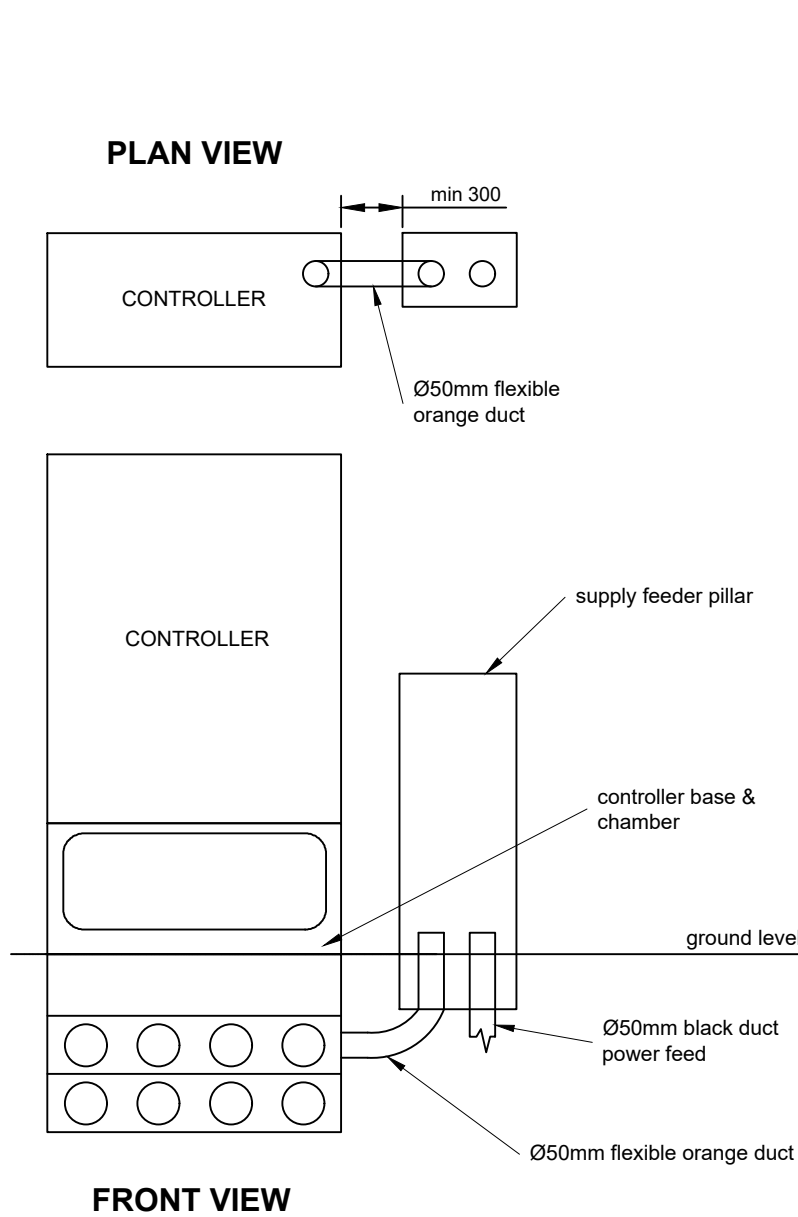 PLAN VIEW
min 300
CONTROLLER
Ø50mm flexible
orange duct
CONTROLLER
supply feeder pillar
controller base &
chamber
ground level
Ø50mm black duct
power feed
Ø50mm flexible orange duct
FRONT VIEW